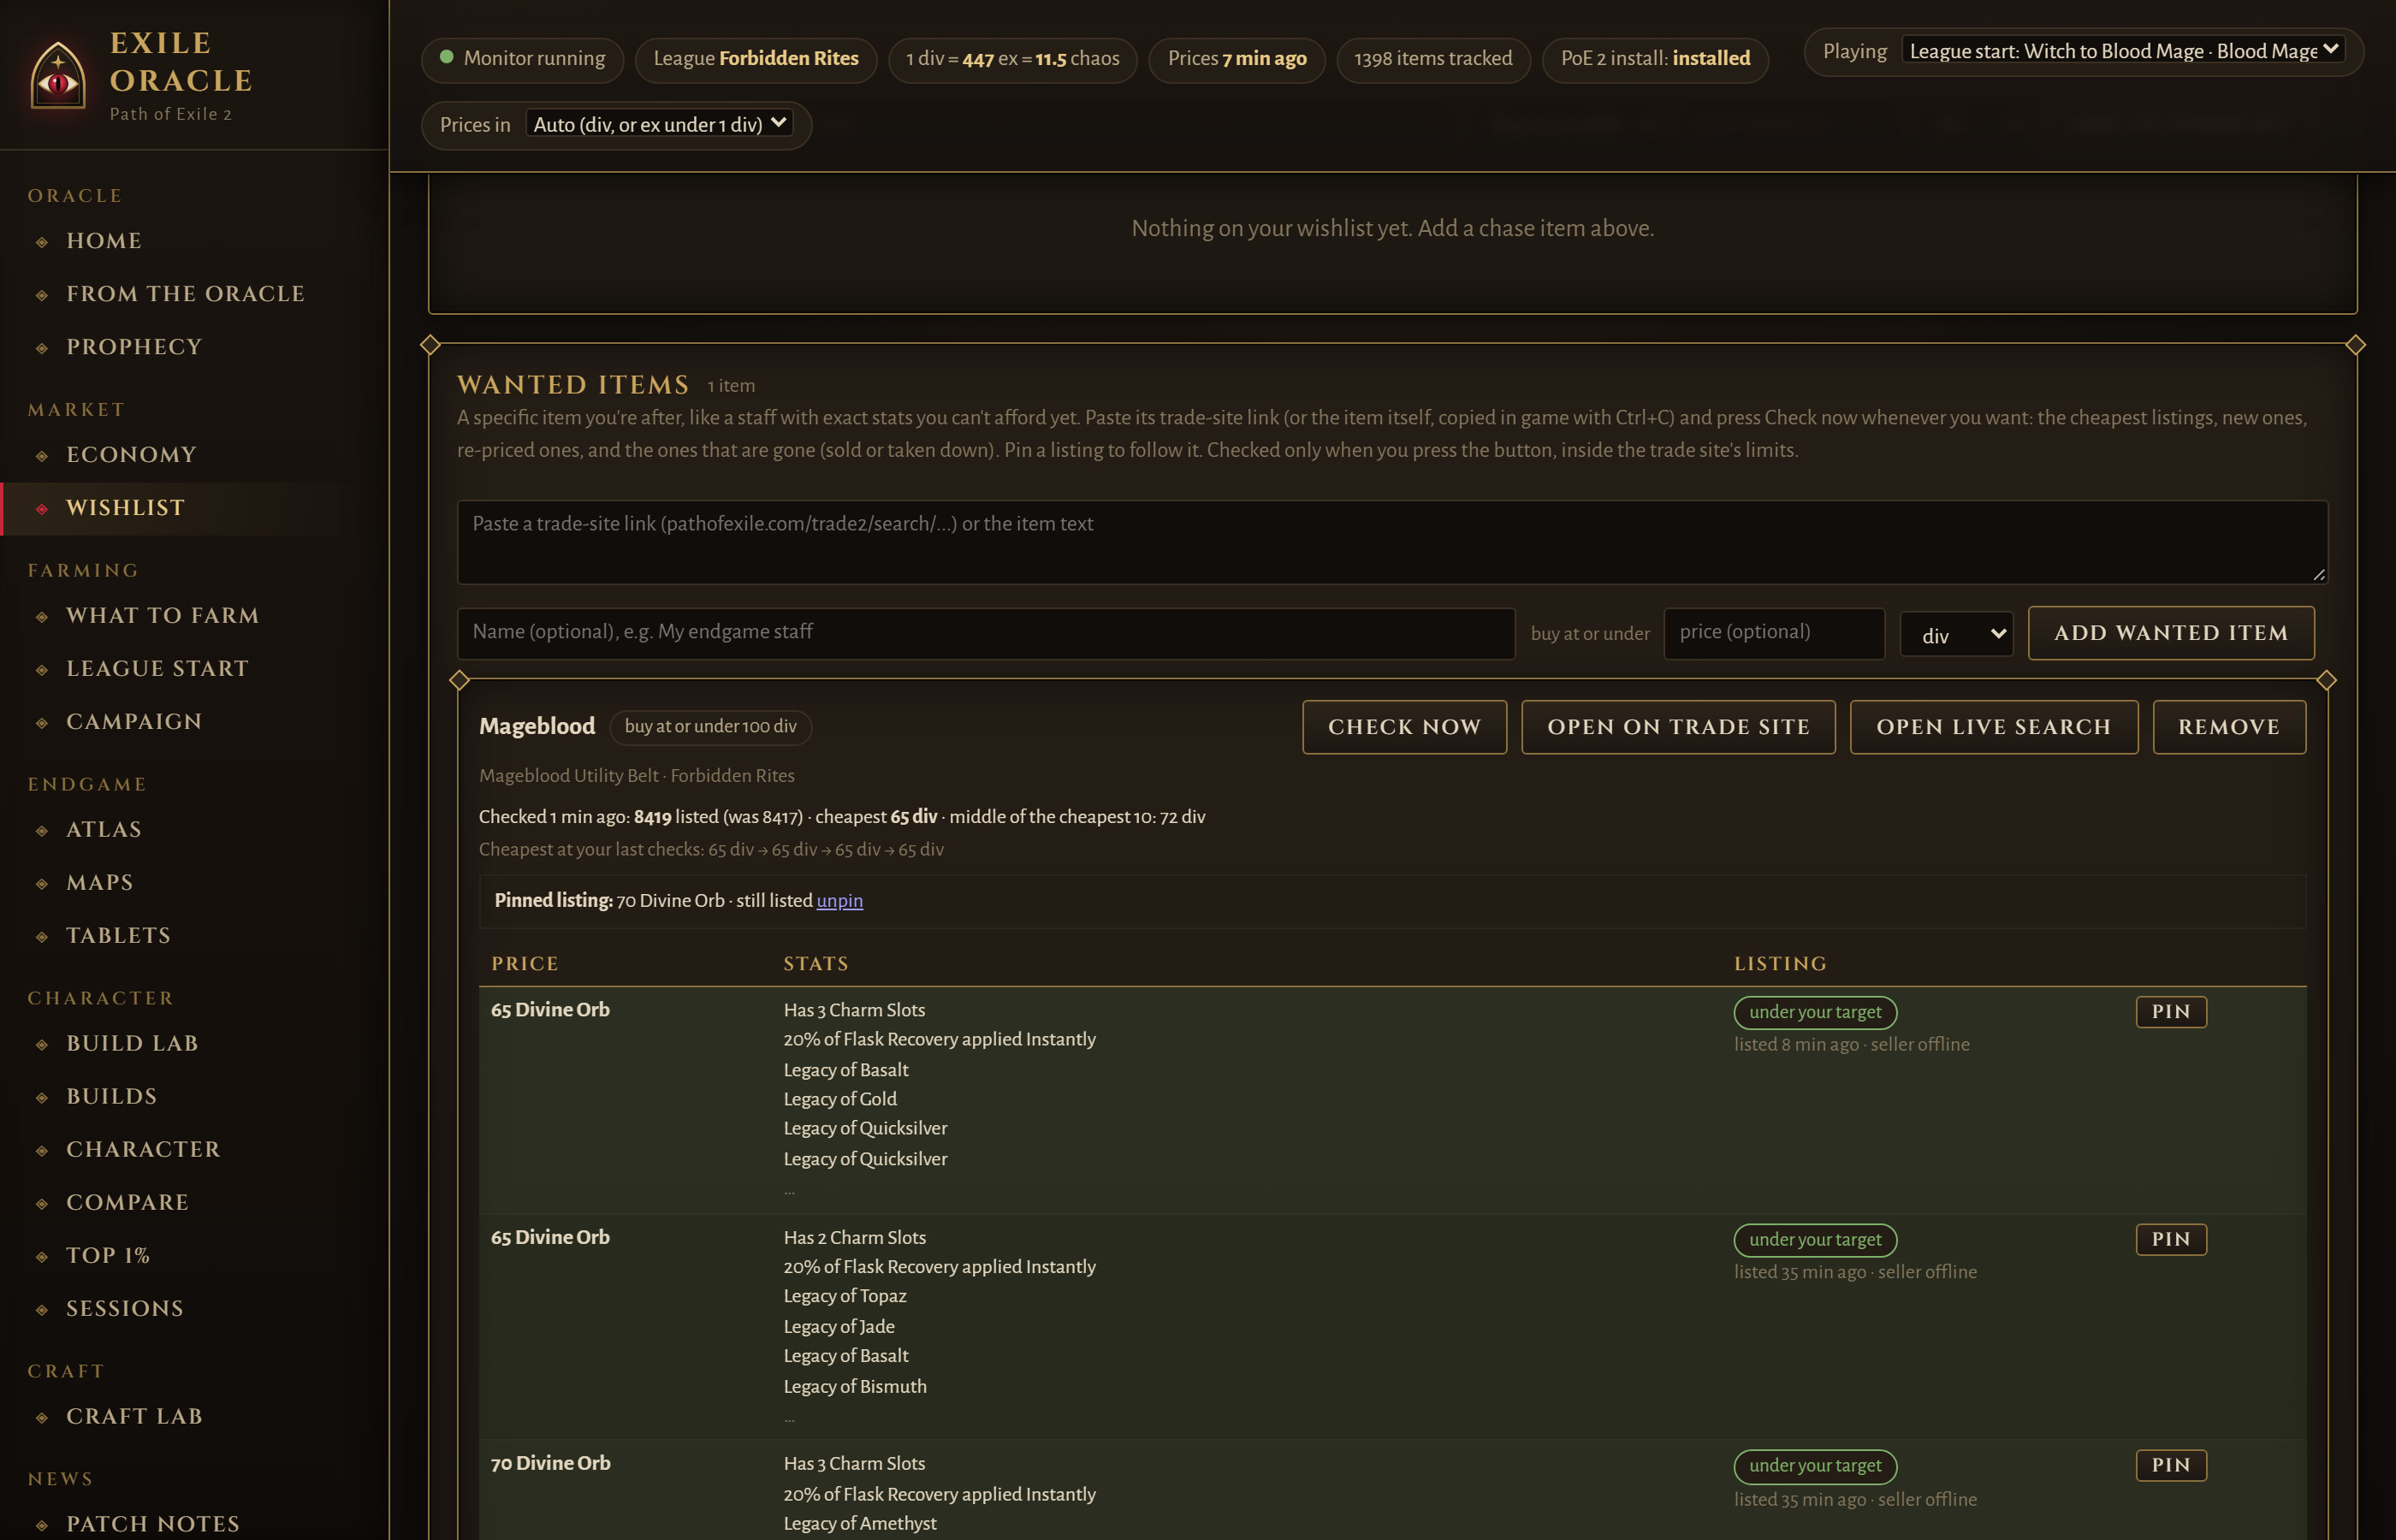 EXILE
ORACLE
Path of Exile 2
Monitor running
League Forbidden Rites
1 div = 447 ex = 11.5 chaos
Prices 7 min ago
1398 items tracked
PoE 2 install: installed
Playing League start: Witch to Blood Mage · Blood Mage
Prices in Auto (div, or ex under 1 div)
ORACLE
HOME
FROM THE ORACLE
PROPHECY
MARKET
ECONOMY
WISHLIST
FARMING
WHAT TO FARM
LEAGUE START
CAMPAIGN
ENDGAME
ATLAS
MAPS
TABLETS
CHARACTER
BUILD LAB
BUILDS
CHARACTER
COMPARE
TOP 1%
SESSIONS
CRAFT
CRAFT LAB
NEWS
PATCH NOTES
Nothing on your wishlist yet. Add a chase item above.
WANTED ITEMS 1 item
A specific item you're after, like a staff with exact stats you can't afford yet. Paste its trade-site link (or the item itself, copied in game with Ctrl+C) and press Check now whenever you want: the cheapest listings, new ones,
re-priced ones, and the ones that are gone (sold or taken down). Pin a listing to follow it. Checked only when you press the button, inside the trade site's limits.
Paste a trade-site link (pathofexile.com/trade2/search/...) or the item text
Name (optional), e.g. My endgame staff
buy at or under
price (optional)
div
ADD WANTED ITEM
Mageblood
buy at or under 100 div
CHECK NOW
OPEN ON TRADE SITE
OPEN LIVE SEARCH
REMOVE
Mageblood Utility Belt · Forbidden Rites
Checked 1 min ago: 8419 listed (was 8417) · cheapest 65 div · middle of the cheapest 10: 72 div
Cheapest at your last checks: 65 div → 65 div → 65 div → 65 div
Pinned listing: 70 Divine Orb · still listed unpin
PRICE
STATS
LISTING
65 Divine Orb
Has 3 Charm Slots
20% of Flask Recovery applied Instantly
Legacy of Basalt
Legacy of Gold
Legacy of Quicksilver
Legacy of Quicksilver
...
under your target
listed 8 min ago · seller offline
PIN
65 Divine Orb
Has 2 Charm Slots
20% of Flask Recovery applied Instantly
Legacy of Topaz
Legacy of Jade
Legacy of Basalt
Legacy of Bismuth
...
under your target
listed 35 min ago · seller offline
PIN
70 Divine Orb
Has 3 Charm Slots
20% of Flask Recovery applied Instantly
Legacy of Amethyst
under your target
listed 35 min ago · seller offline
PIN